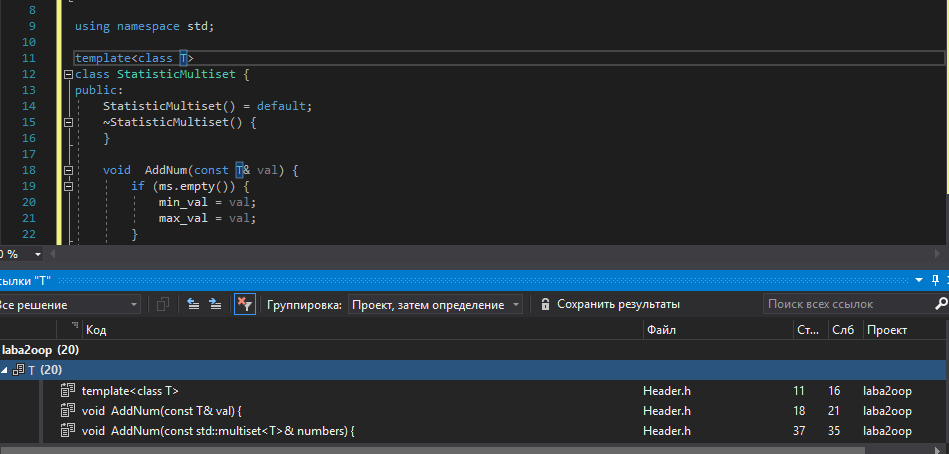 8
9 using namespace std;
10
11 template<class T>
12 class StatisticMultiset {
13 public:
14 StatisticMultiset() = default;
15 ~StatisticMultiset() {
16 }
17
18 void  AddNum(const T& val) {
19 if (ms.empty()) {
20 min_val = val;
21 max_val = val;
22 }
0 %
сылки "T"
Все решение Группировка: Проект, затем определение Сохранить результаты Поиск всех ссылок
Код Файл Ст... Слб Проект
laba2oop (20)
T (20)
template<class T> Header.h 11 16 laba2oop
void  AddNum(const T& val) { Header.h 18 21 laba2oop
void  AddNum(const std::multiset<T>& numbers) { Header.h 37 35 laba2oop